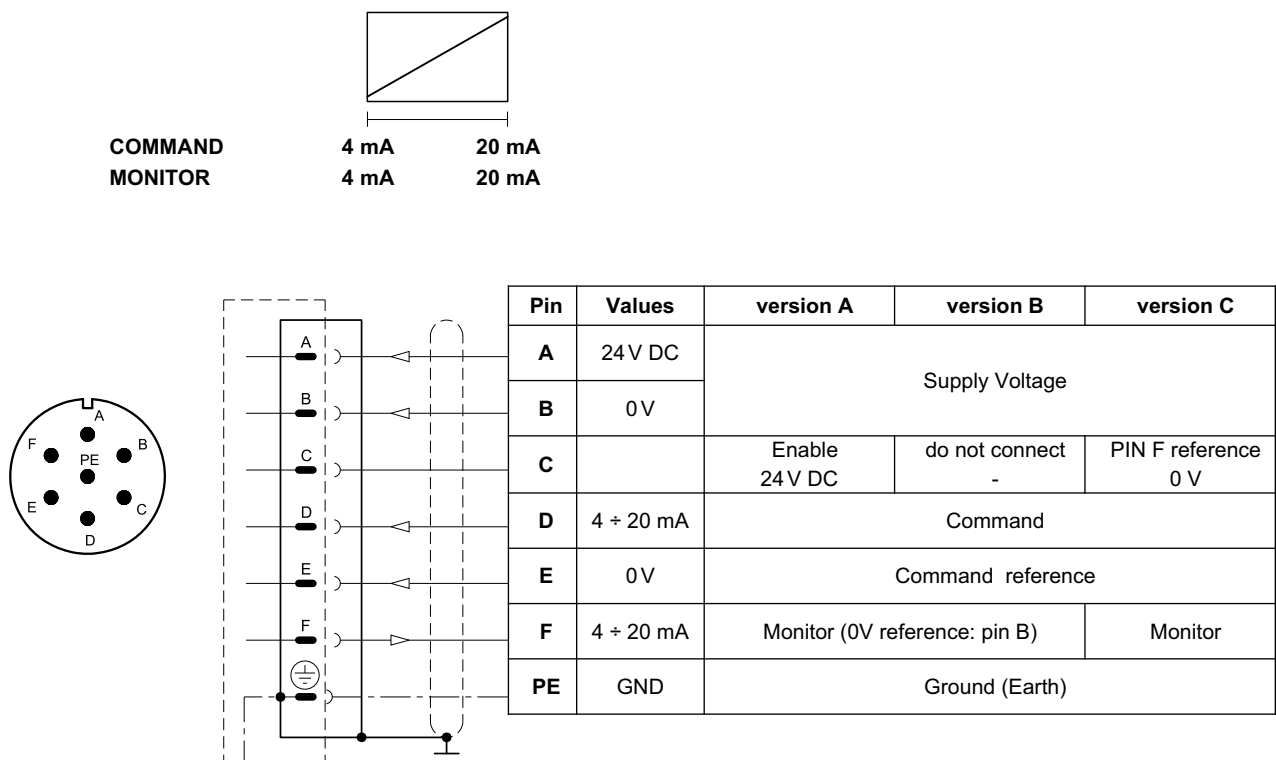 COMMAND 4 mA 20 mA
MONITOR 4 mA 20 mA
Pin Values version A version B version C
A 24 V DC Supply Voltage
B 0 V
C Enable 24 V DC do not connect - PIN F reference 0 V
D 4 ÷ 20 mA Command
E 0 V Command reference
F 4 ÷ 20 mA Monitor (0V reference: pin B) Monitor
PE GND Ground (Earth)
A
B
C
D
E
F
A
F B
PE
E C
D